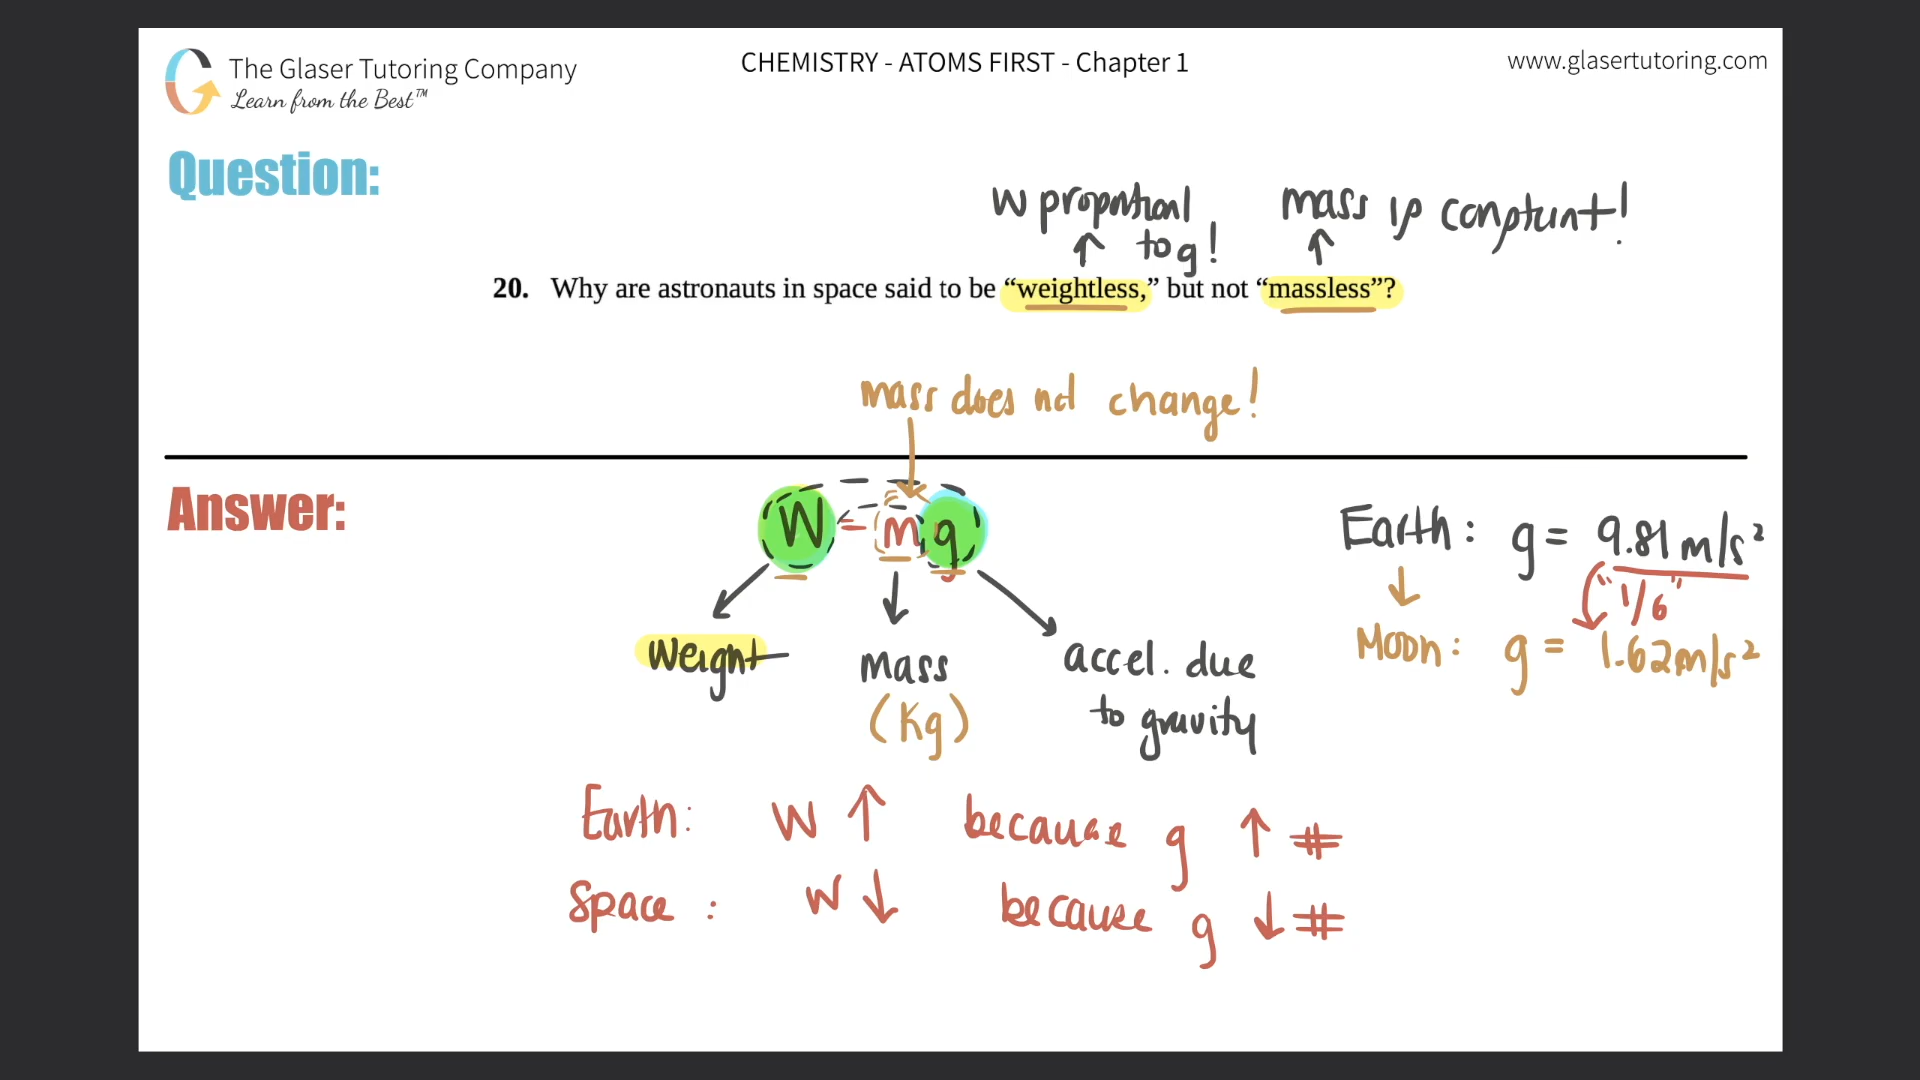 The Glaser Tutoring Company
Learn from the Best™
CHEMISTRY - ATOMS FIRST - Chapter 1
www.glasertutoring.com
Question:
W proportional
to g!
mass is constant!
20. Why are astronauts in space said to be “weightless,” but not “massless”?
mass does not change!
Answer:
W = mg
Earth: g = 9.81 m/s²
"1/6"
Moon: g = 1.62 m/s²
weight
mass
(Kg)
accel. due
to gravity
Earth: W ↑ because g ↑ #
Space: W ↓ because g ↓ #